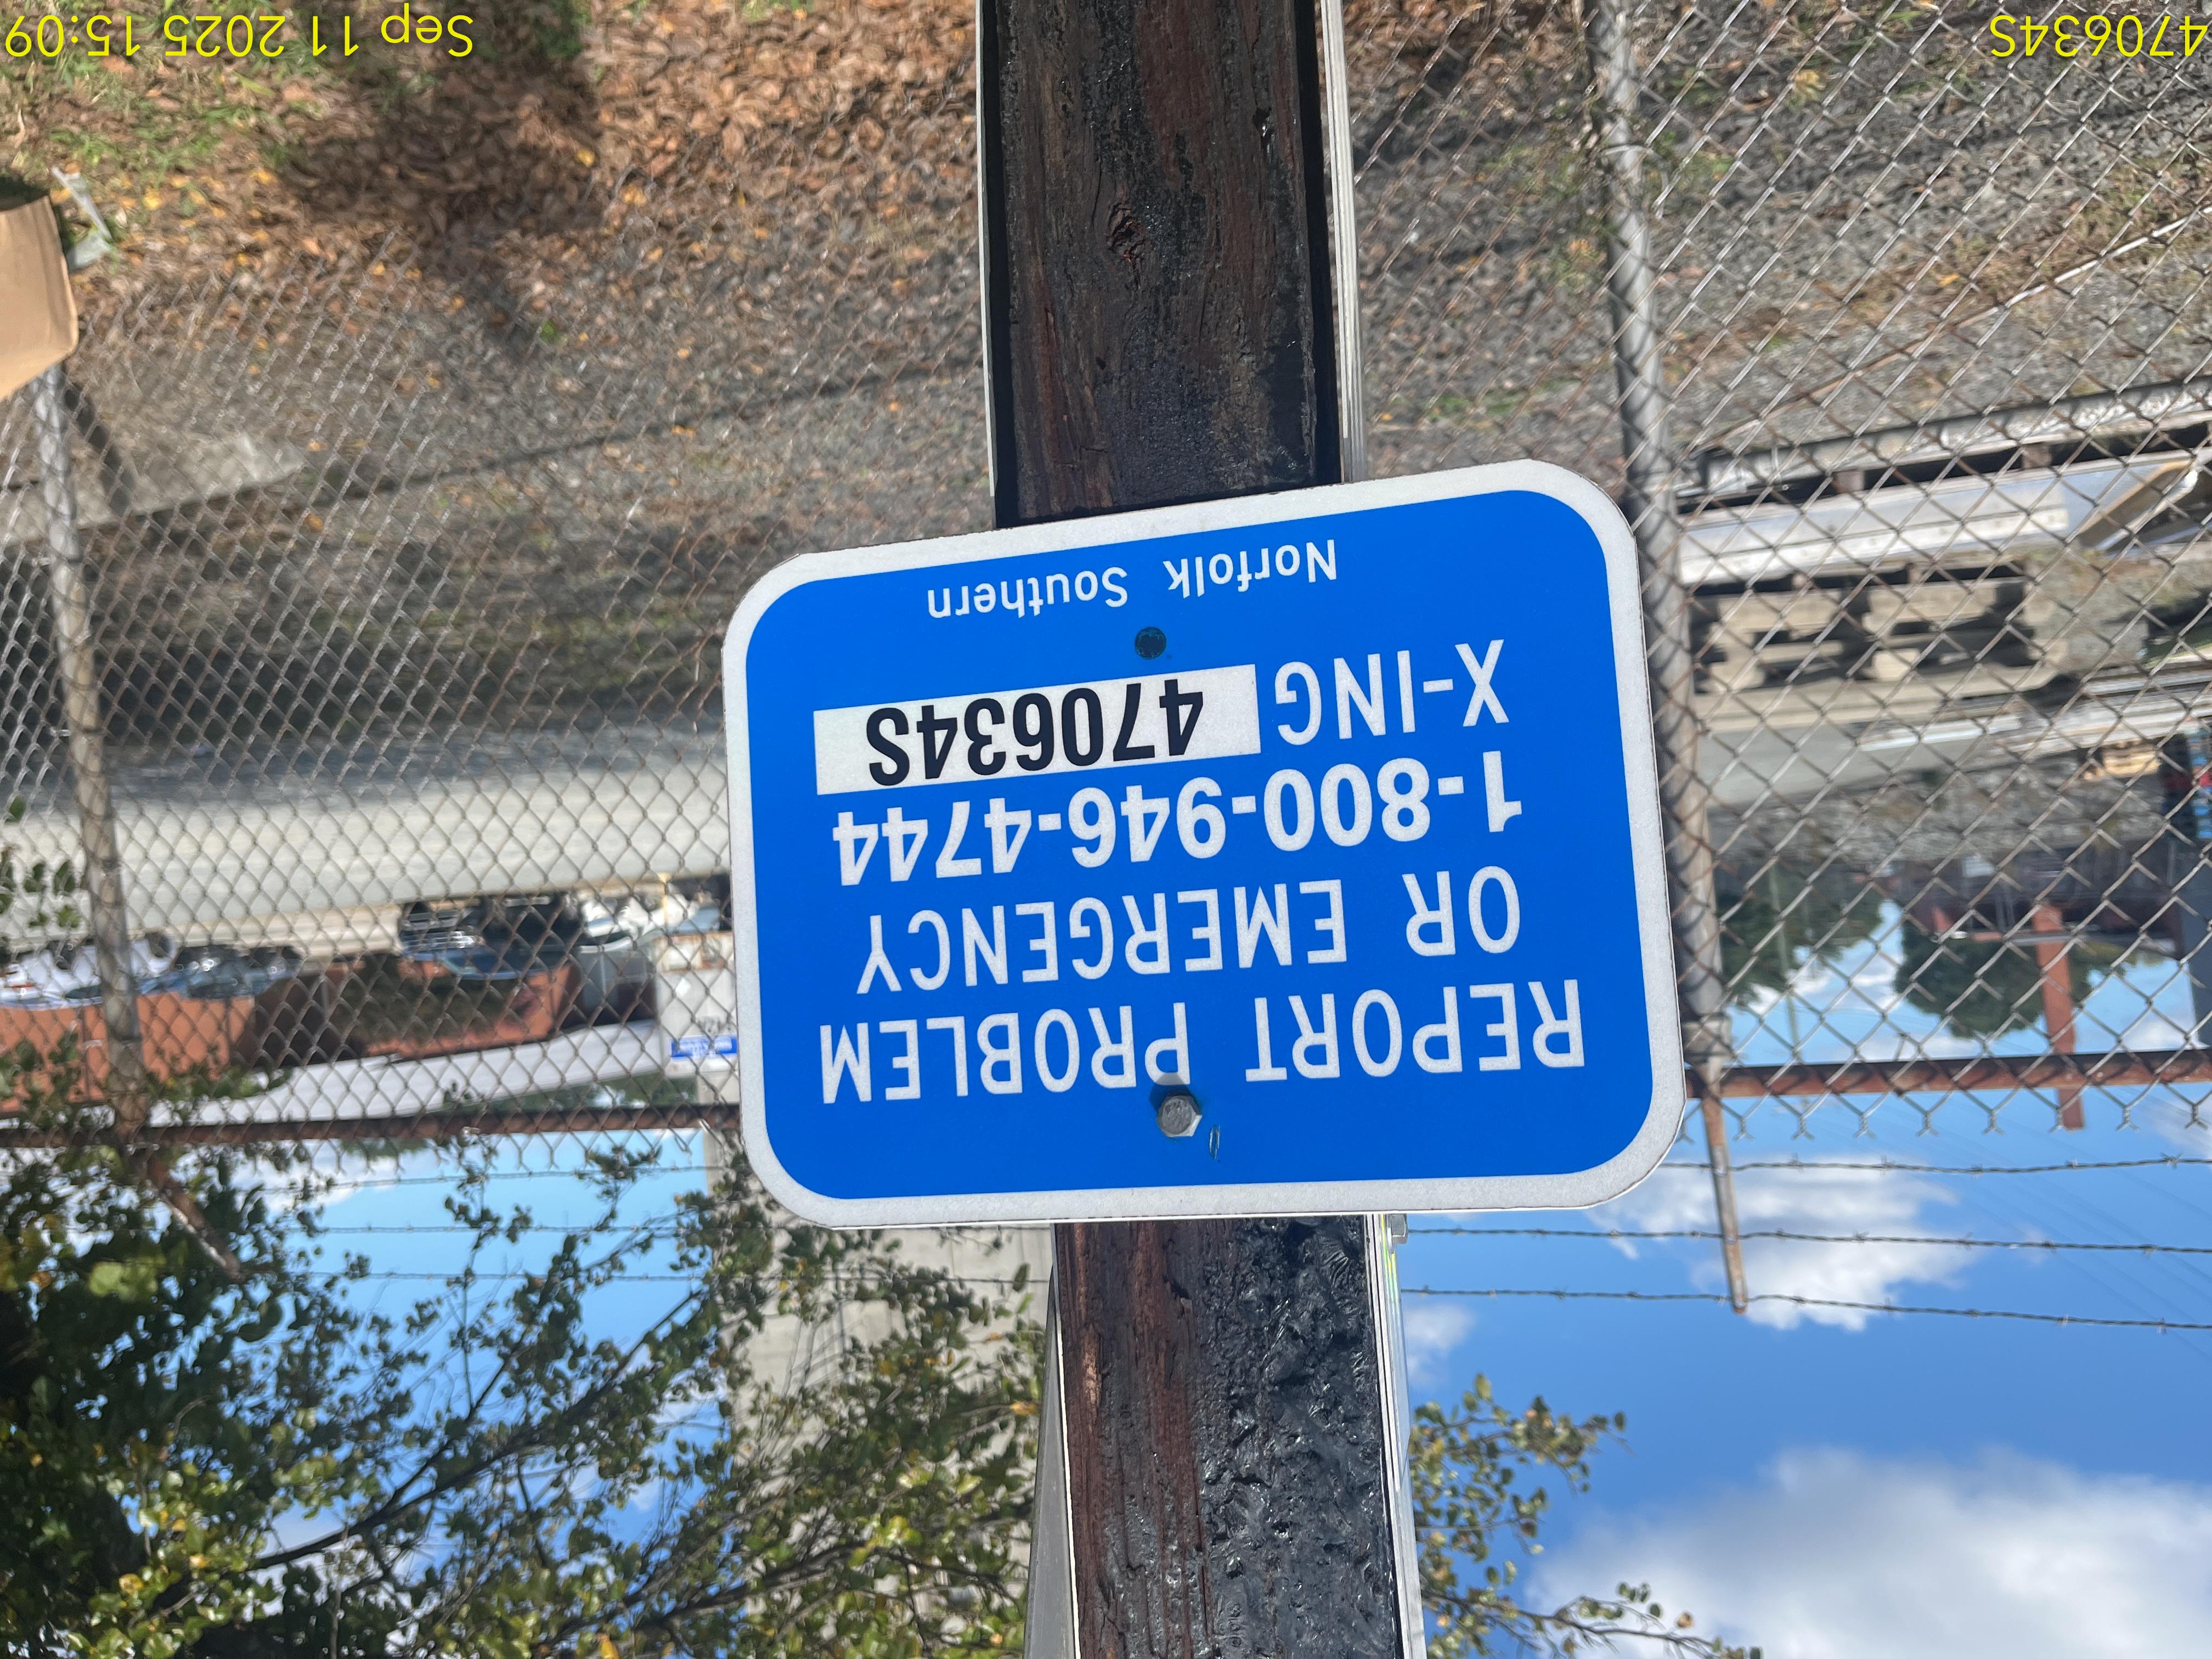 REPORT PROBLEM
OR EMERGENCY
1-800-946-4744
X-ING 470634S
Norfolk Southern
470634S
Sep 11 2025 15:09